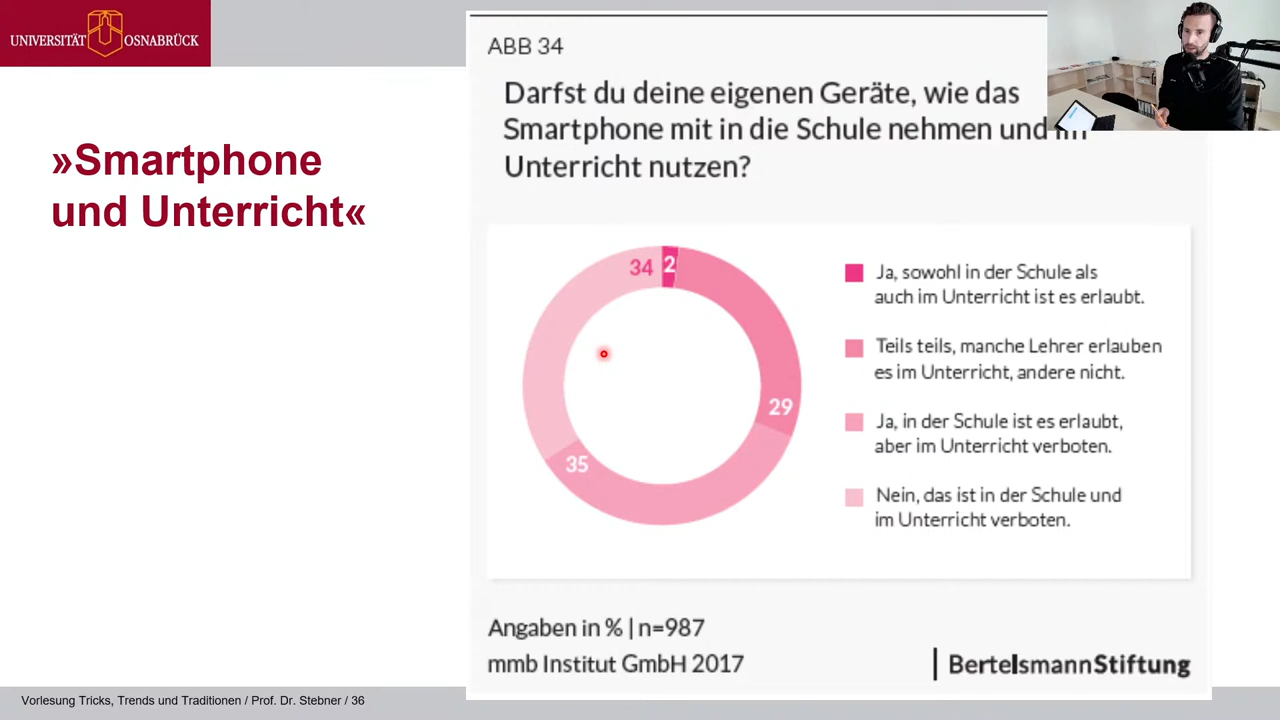 UNIVERSITÄT OSNABRÜCK
»Smartphone
und Unterricht«
ABB 34
Darfst du deine eigenen Geräte, wie das
Smartphone mit in die Schule nehmen und im
Unterricht nutzen?
34
2
29
35
Ja, sowohl in der Schule als
auch im Unterricht ist es erlaubt.
Teils teils, manche Lehrer erlauben
es im Unterricht, andere nicht.
Ja, in der Schule ist es erlaubt,
aber im Unterricht verboten.
Nein, das ist in der Schule und
im Unterricht verboten.
Angaben in % | n=987
mmb Institut GmbH 2017
BertelsmannStiftung
Vorlesung Tricks, Trends und Traditionen / Prof. Dr. Stebner / 36